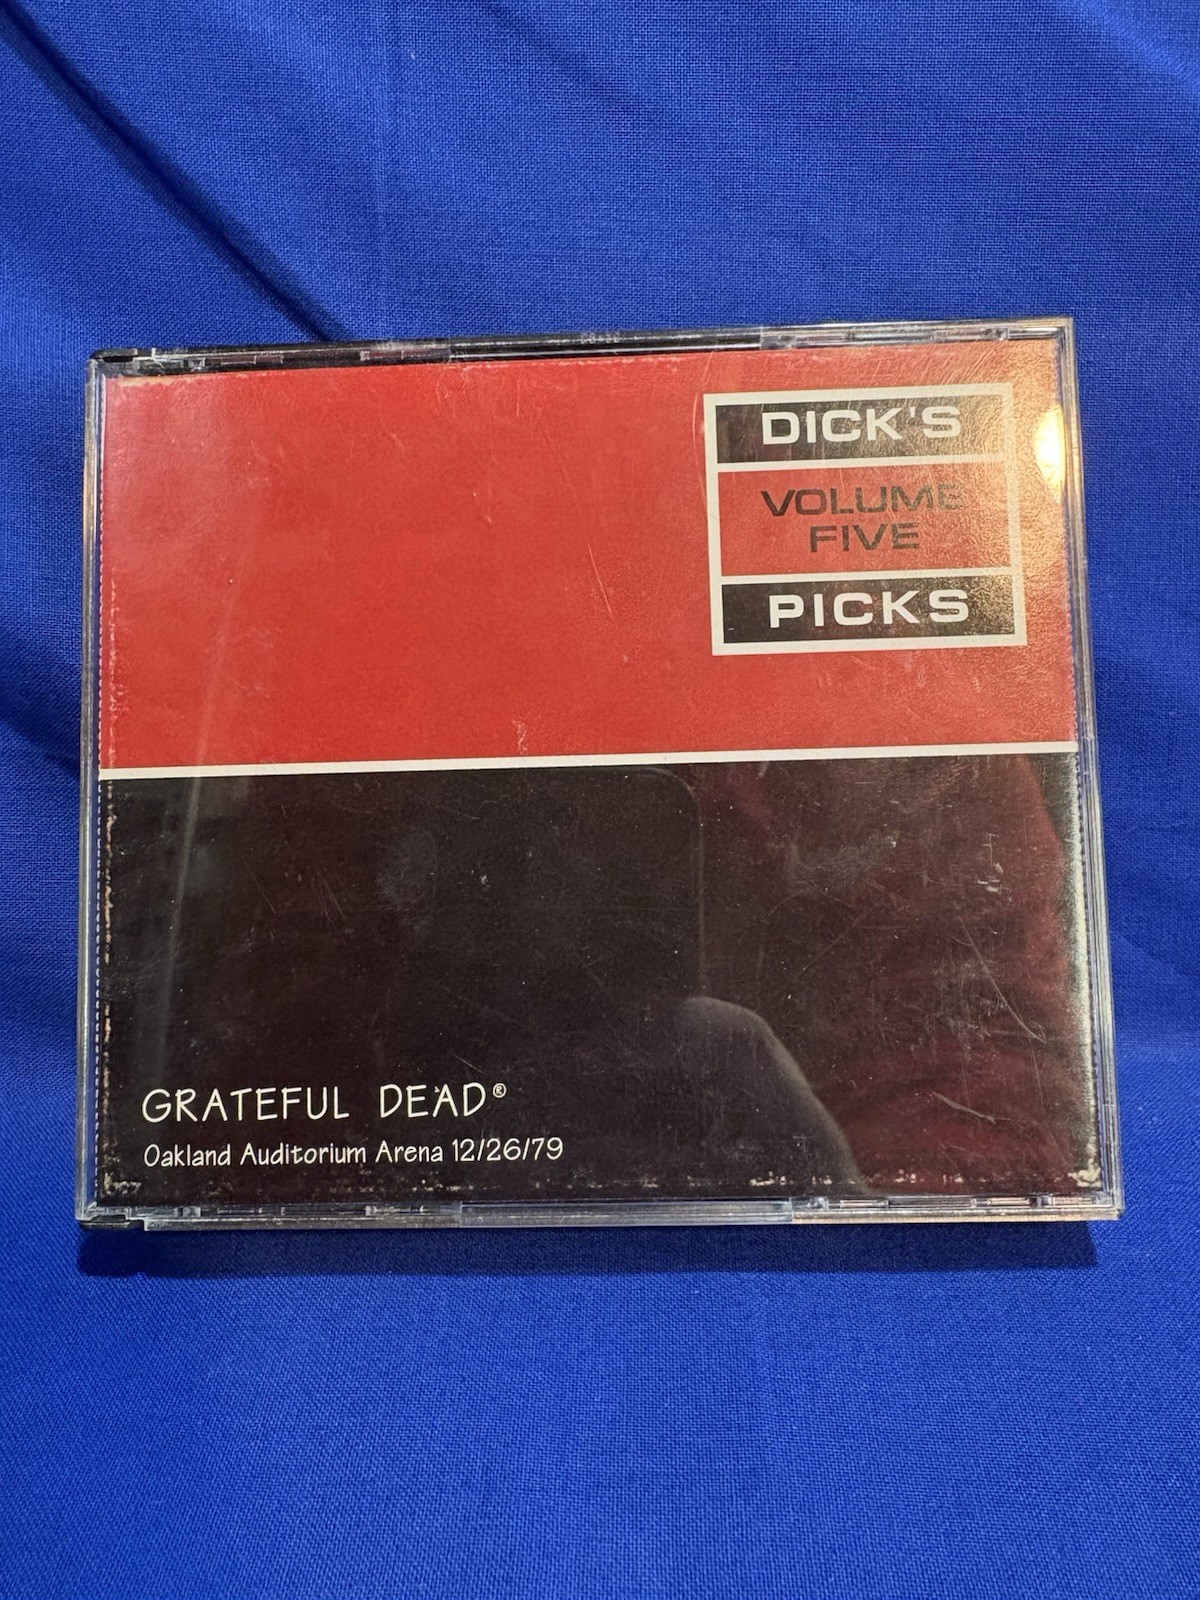 DICK'S
VOLUME
FIVE
PICKS
GRATEFUL DEAD®
Oakland Auditorium Arena 12/26/79